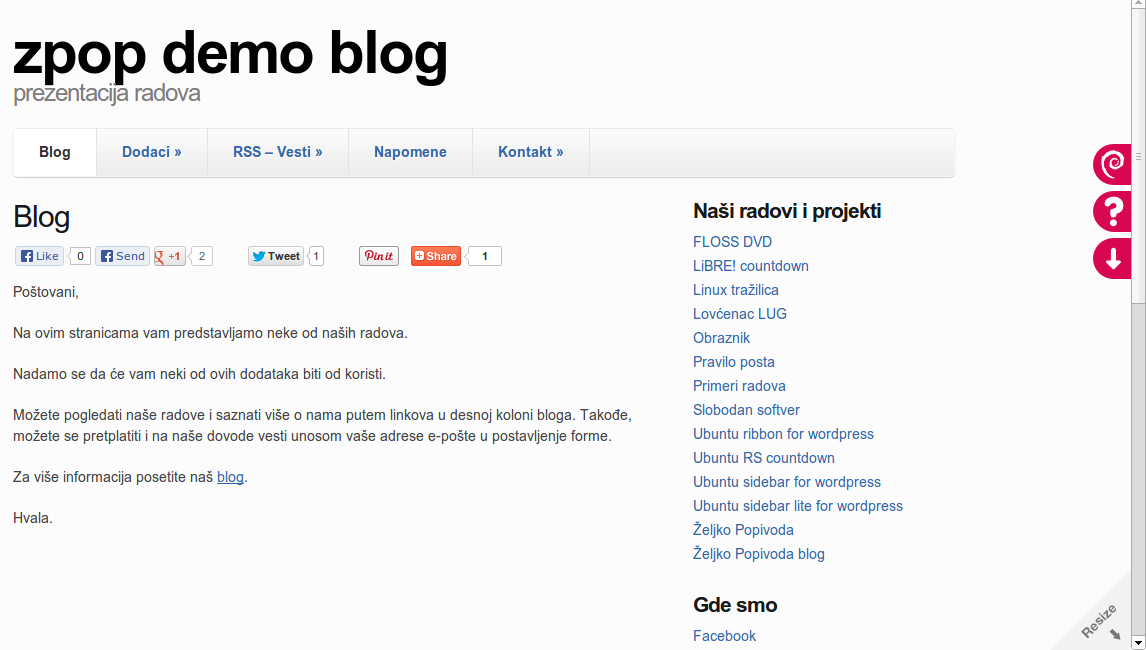 zpop demo blog
prezentacija radova
Blog
Dodaci »
RSS – Vesti »
Napomene
Kontakt »
Blog
Like 0 Send +1 2 Tweet 1 Pin it Share 1
Poštovani,
Na ovim stranicama vam predstavljamo neke od naših radova.
Nadamo se da će vam neki od ovih dodataka biti od koristi.
Možete pogledati naše radove i saznati više o nama putem linkova u desnoj koloni bloga. Takođe,
možete se pretplatiti i na naše dovode vesti unosom vaše adrese e-pošte u postavljenje forme.
Za više informacija posetite naš blog.
Hvala.
Naši radovi i projekti
FLOSS DVD
LiBRE! countdown
Linux tražilica
Lovćenac LUG
Obraznik
Pravilo posta
Primeri radova
Slobodan softver
Ubuntu ribbon for wordpress
Ubuntu RS countdown
Ubuntu sidebar for wordpress
Ubuntu sidebar lite for wordpress
Željko Popivoda
Željko Popivoda blog
Gde smo
Facebook
?
Resize